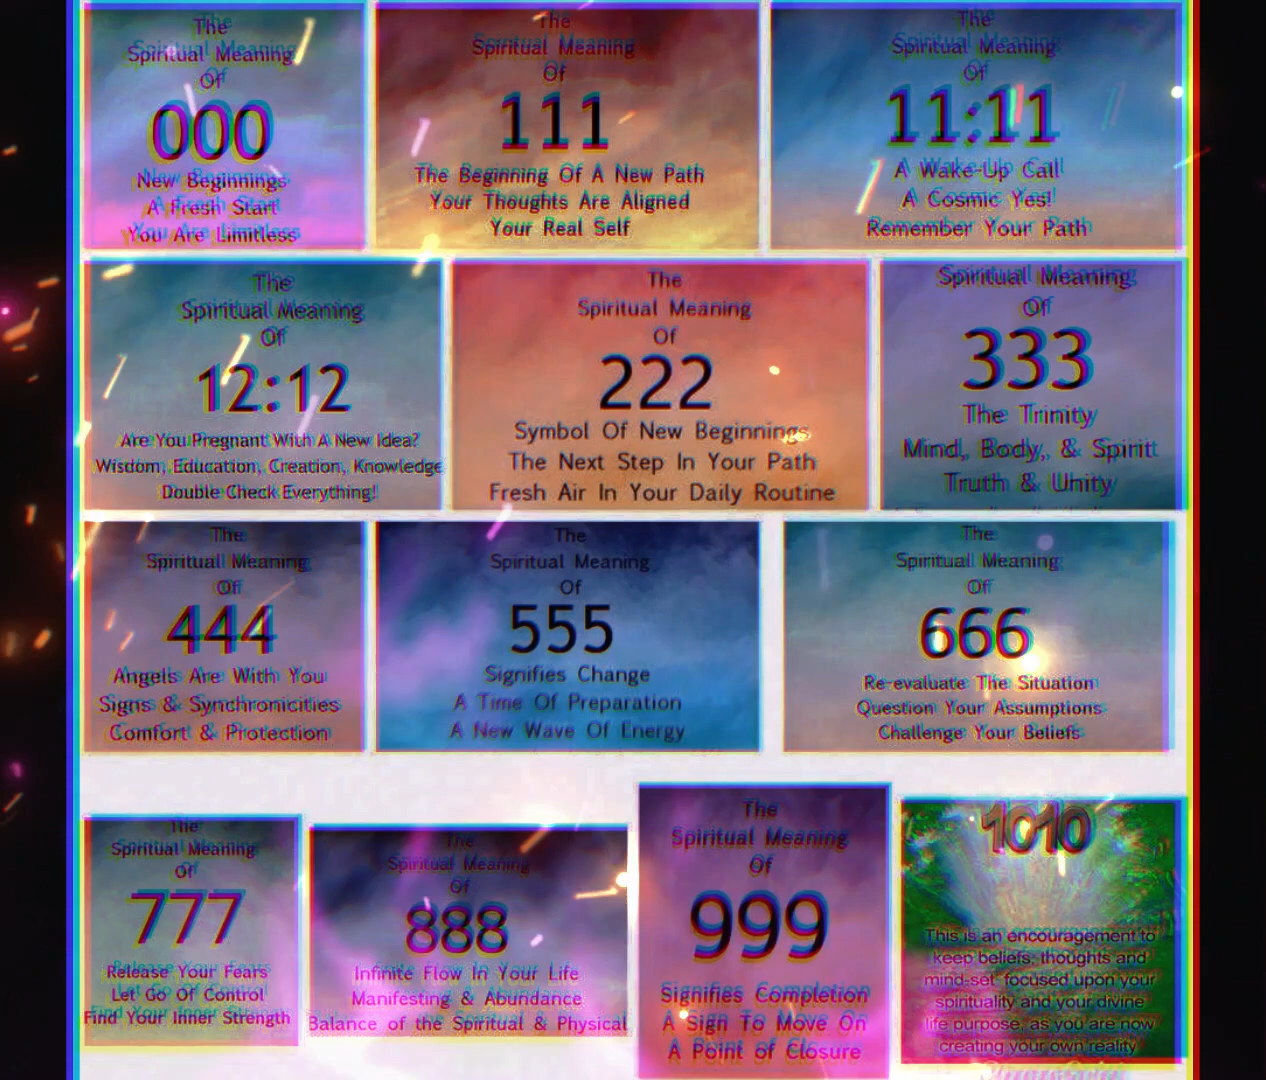 The
Spiritual Meaning
Of
000
New Beginnings
A Fresh Start
You Are Limitless
The
Spiritual Meaning
Of
111
The Beginning Of A New Path
Your Thoughts Are Aligned
Your Real Self
The
Spiritual Meaning
Of
11:11
A Wake-Up Call
A Cosmic Yes!
Remember Your Path
The
Spiritual Meaning
Of
12:12
Are You Pregnant With A New Idea?
Wisdom, Education, Creation, Knowledge
Double Check Everything!
The
Spiritual Meaning
Of
222
Symbol Of New Beginnings
The Next Step In Your Path
Fresh Air In Your Daily Routine
Spiritual Meaning
Of
333
The Trinity
Mind, Body, & Spirit
Truth & Unity
The
Spiritual Meaning
Of
444
Angels Are With You
Signs & Synchronicities
Comfort & Protection
The
Spiritual Meaning
Of
555
Signifies Change
A Time Of Preparation
A New Wave Of Energy
The
Spiritual Meaning
Of
666
Re-evaluate The Situation
Question Your Assumptions
Challenge Your Beliefs
The
Spiritual Meaning
Of
777
Release Your Fears
Let Go Of Control
Find Your Inner Strength
The
Spiritual Meaning
Of
888
Infinite Flow In Your Life
Manifesting & Abundance
Balance of the Spiritual & Physical
The
Spiritual Meaning
Of
999
Signifies Completion
A Sign To Move On
A Point of Closure
1010
This is an encouragement to
keep beliefs, thoughts and
mind-set focused upon your
spirituality and your divine
life purpose, as you are now
creating your own reality